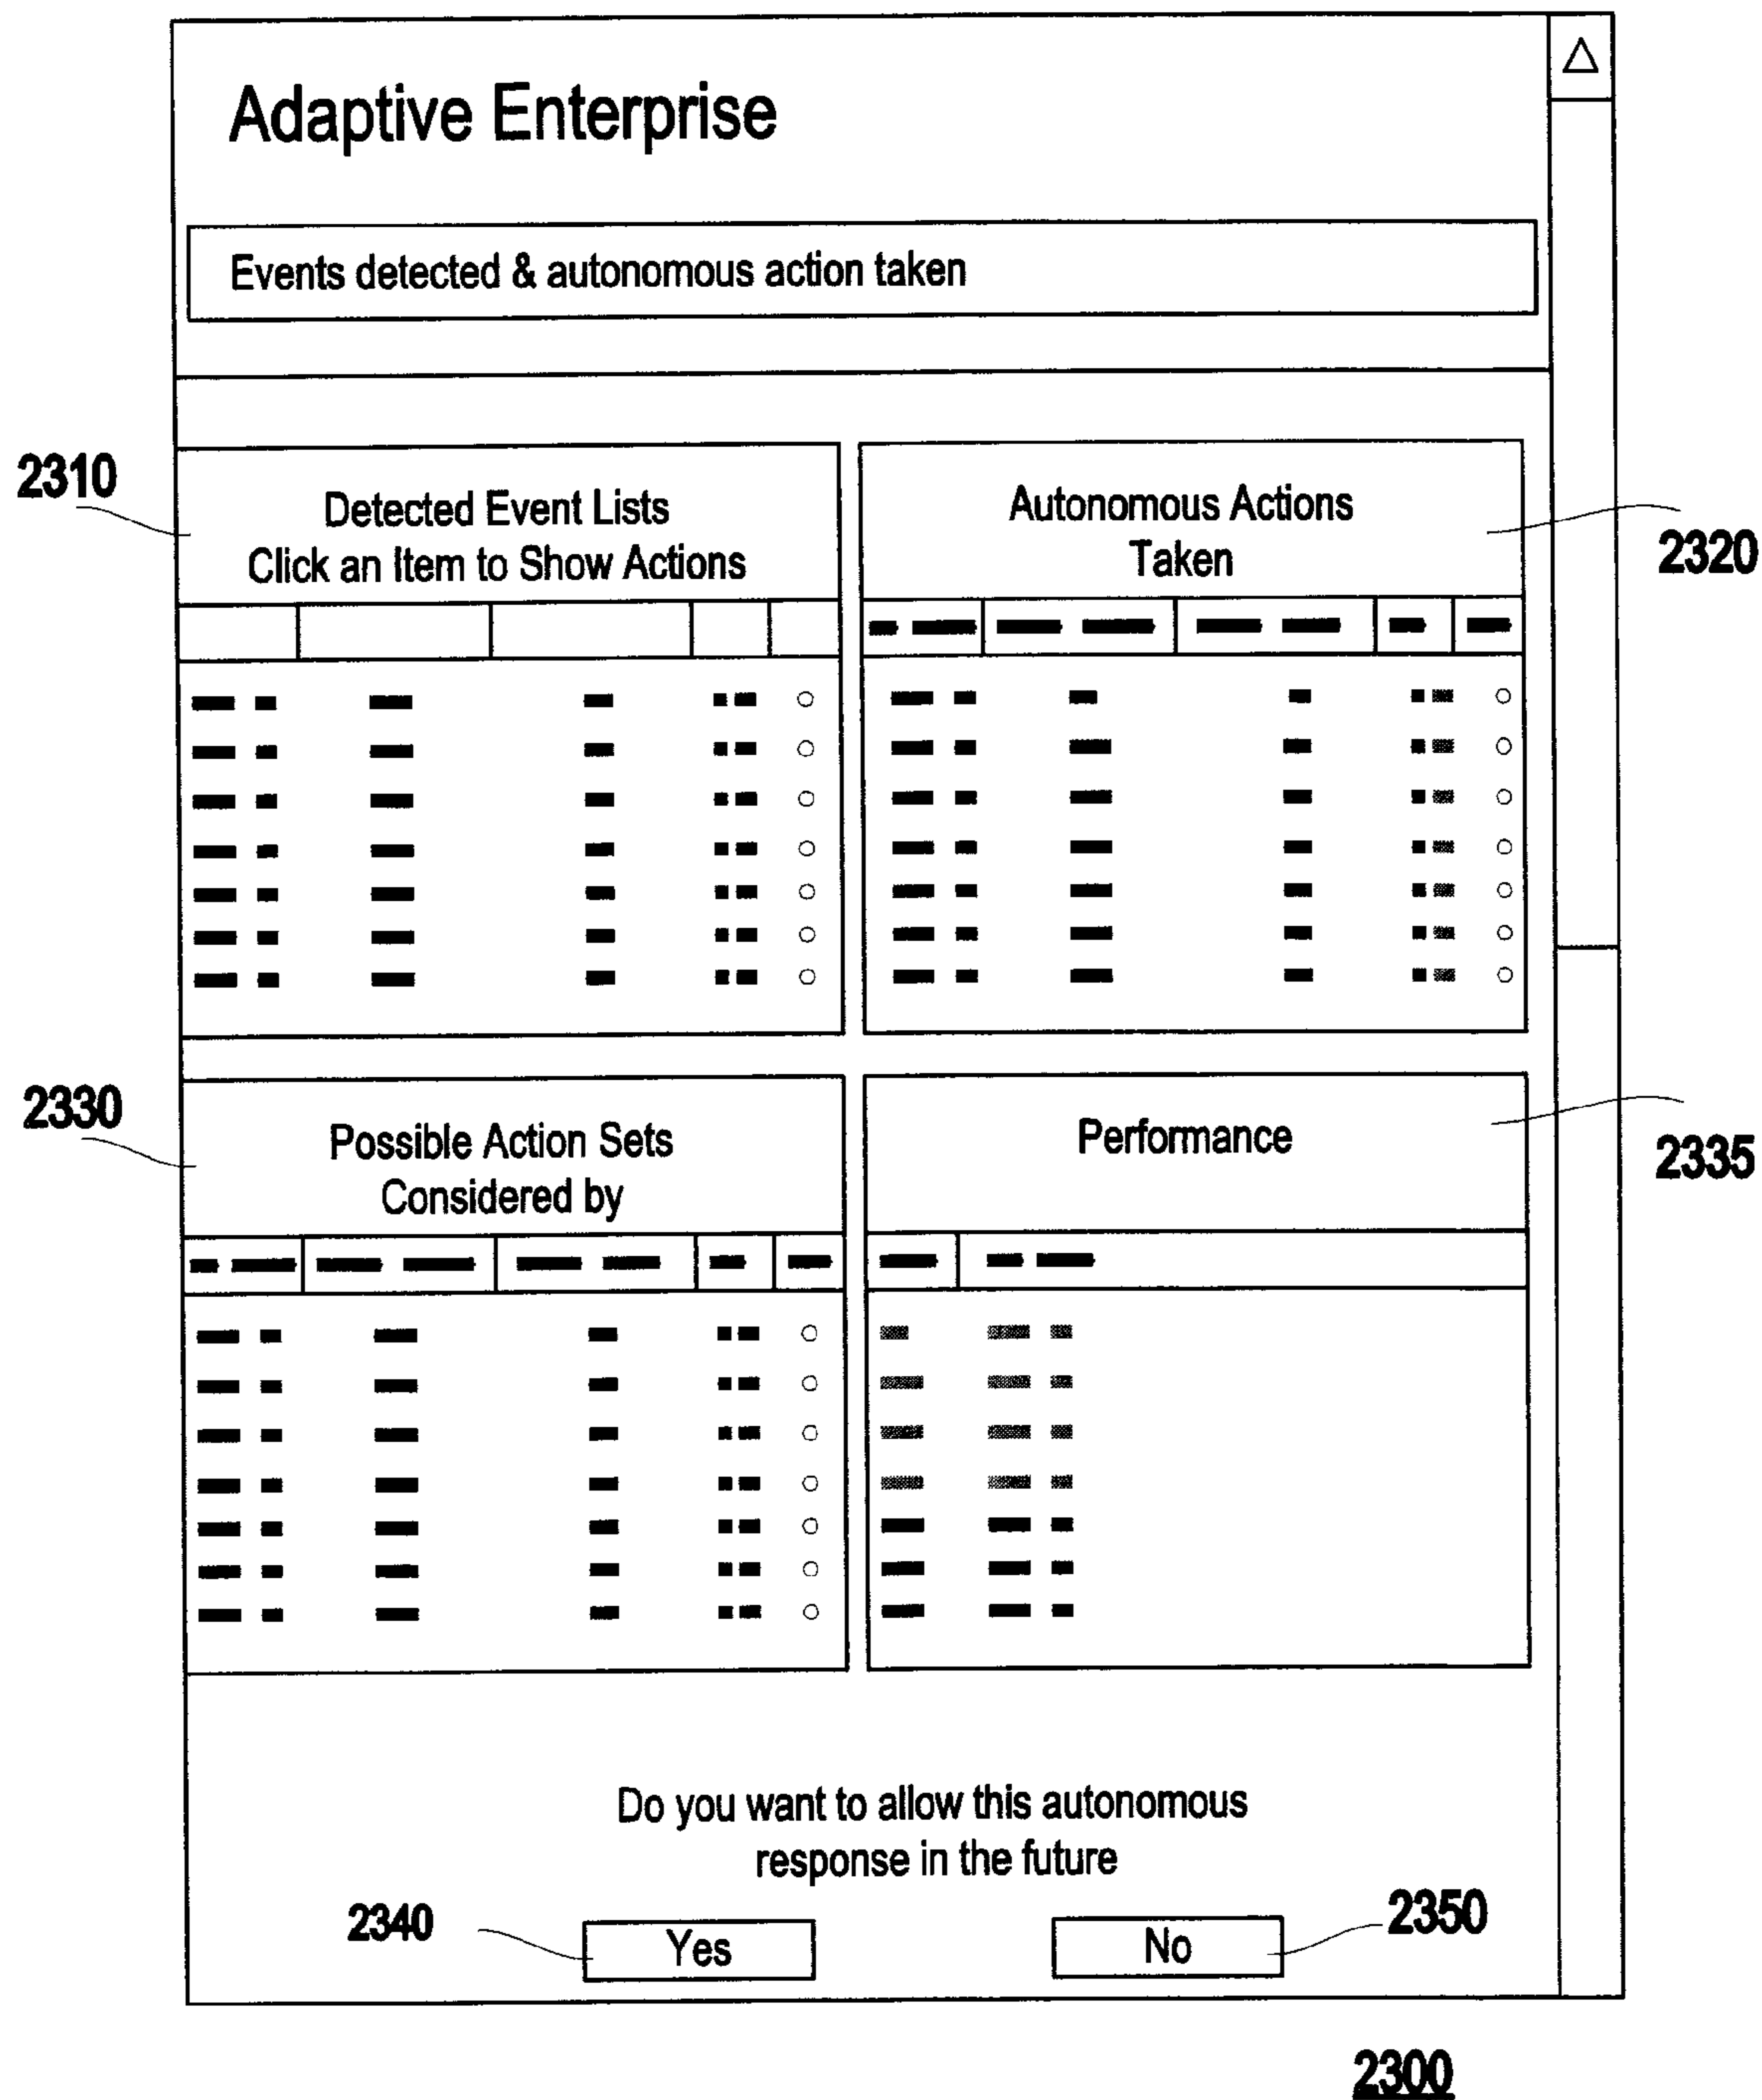 Adaptive Enterprise
Events detected & autonomous action taken
2310
Detected Event Lists
Click an Item to Show Actions
Autonomous Actions
Taken
2320
2330
Possible Action Sets
Considered by
Performance
2335
Do you want to allow this autonomous
response in the future
2340
Yes
No
2350
2300